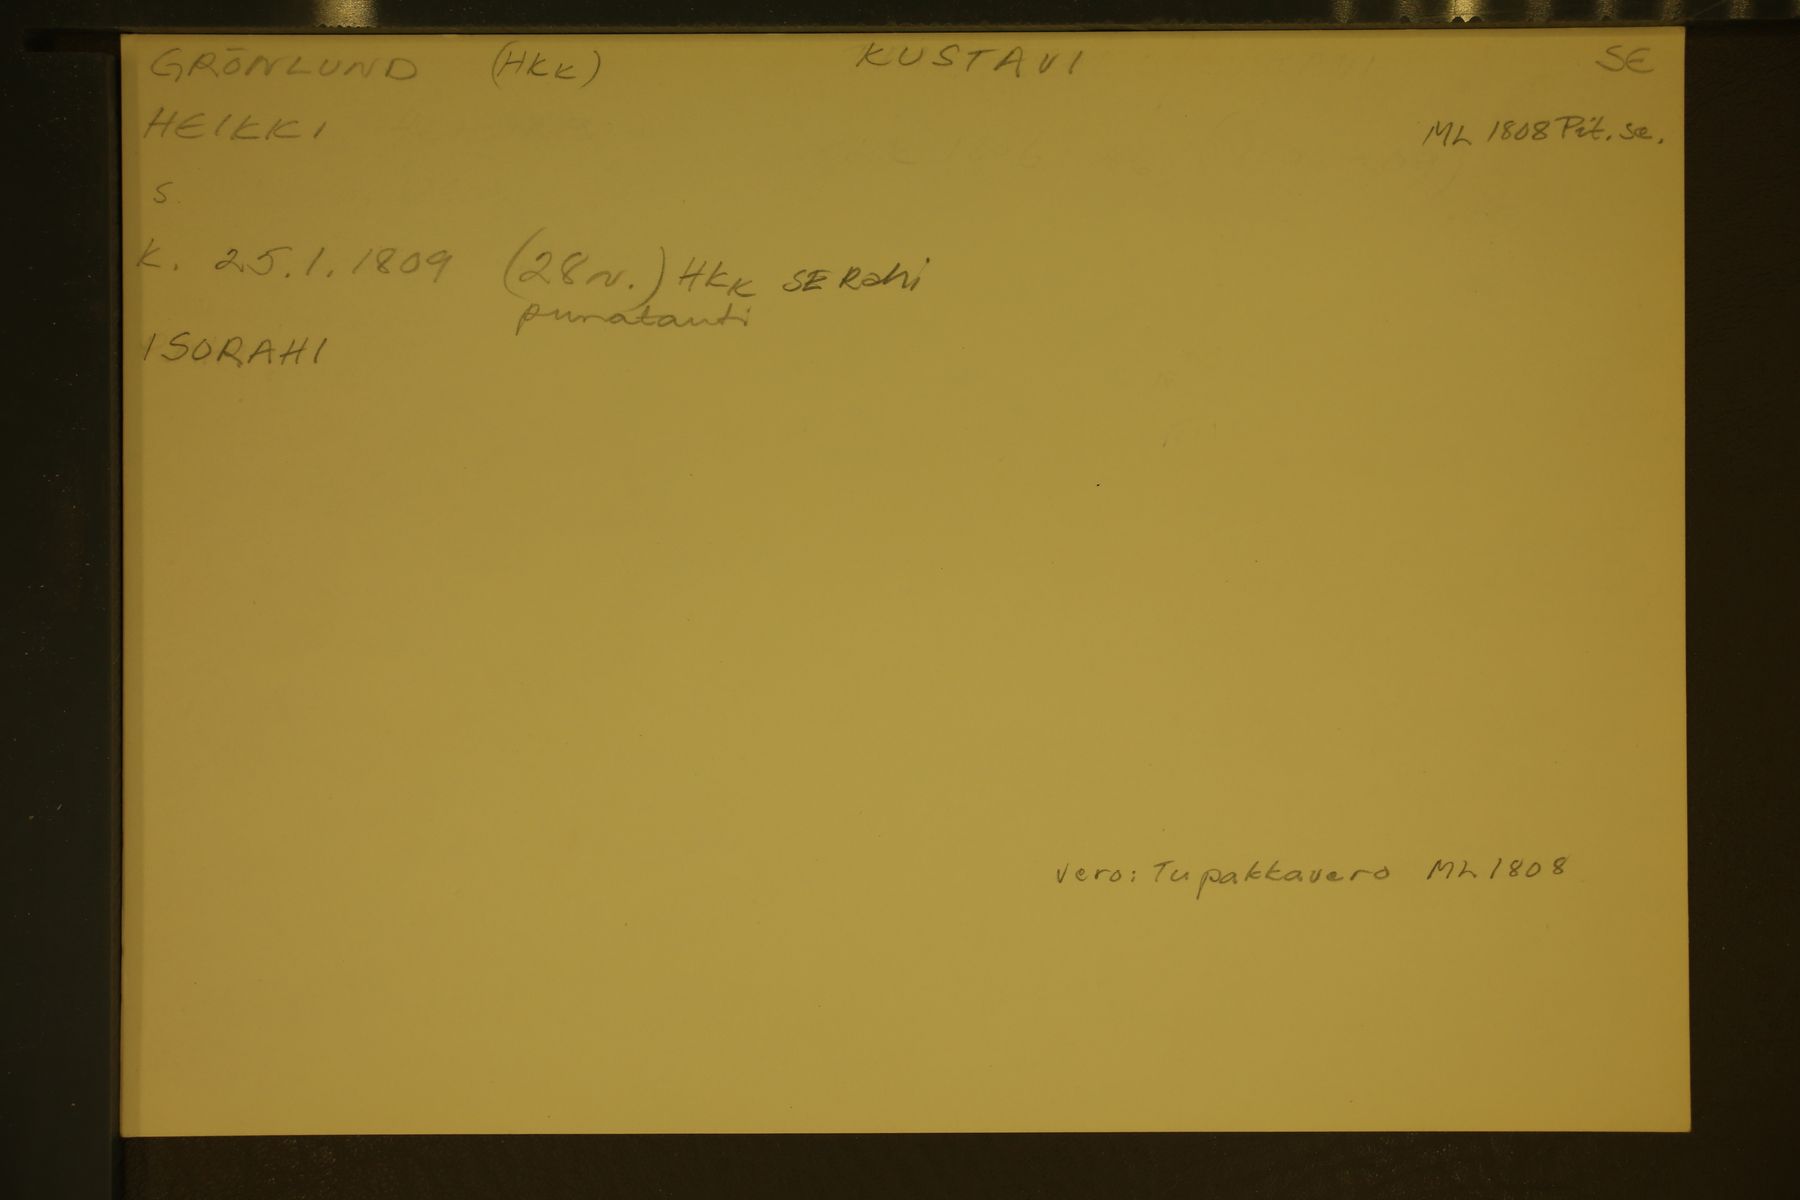 GRÖNLUND (HKK) KUSTAVI SE
HEIKKI ML 1808 Pit. se.
S.
K. 25.1.1809 (28 v.) HKK SE Rahi
punatauti
ISORAHI
vero: Tupakkavero ML 1808